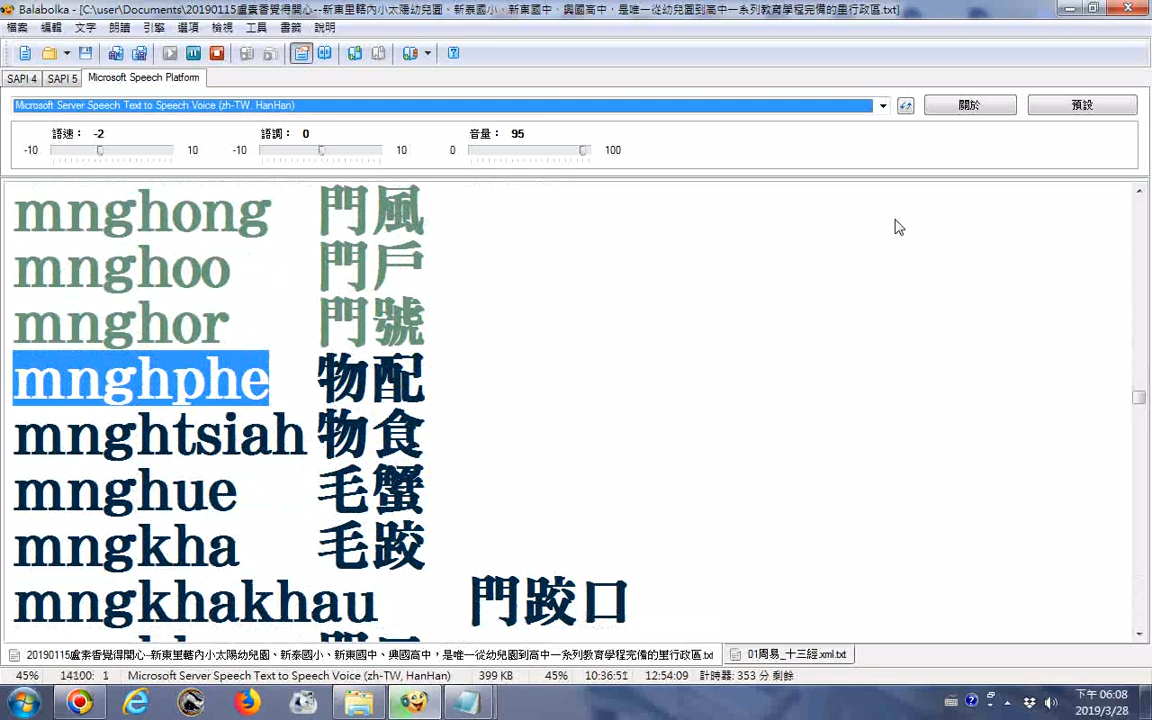 Balabolka - [C:\user\Documents\20190115盧素香覺得開心--新東里轄內小太陽幼兒園、新泰國小、新東國中、興國高中，是唯一從幼兒園到高中一系列教育學程完備的里行政區.txt]
檔案 編輯 文字 朗讀 引擎 選項 檢視 工具 書籤 說明
SAPI 4 SAPI 5 Microsoft Speech Platform
Microsoft Server Speech Text to Speech Voice (zh-TW, HanHan) 關於 預設
語速： -2 語調： 0 音量： 95
-10 10 -10 10 0 100
mnghong 門風
mnghoo 門戶
mnghor 門號
mnghphe 物配
mnghtsiah 物食
mnghue 毛蟹
mngkha 毛跤
mngkhakhau 門跤口
20190115盧素香覺得開心--新東里轄內小太陽幼兒園、新泰國小、新東國中、興國高中，是唯一從幼兒園到高中一系列教育學程完備的里行政區.txt 01周易_十三經.xml.txt
45% 14100: 1 Microsoft Server Speech Text to Speech Voice (zh-TW, HanHan) 399 KB 45% 10:36:51 12:54:09 計時器: 353 分 剩餘
下午 06:08
2019/3/28